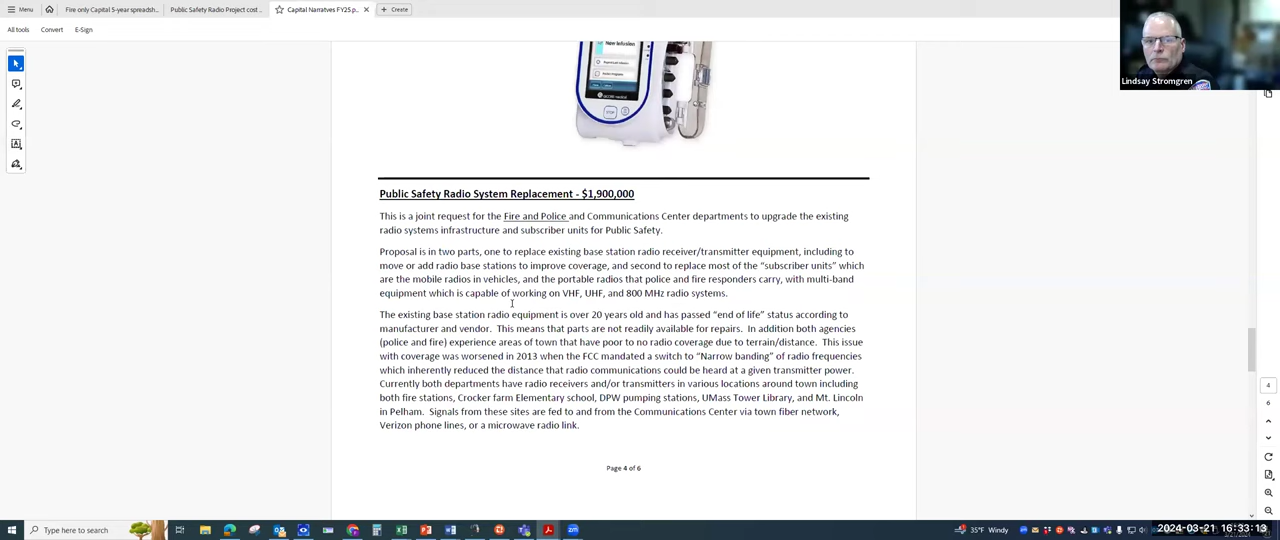 Menu
Fire only Capital 5-year spreadsh...
Public Safety Radio Project cost ...
Capital Narratives FY25.p...
Create
All tools
Convert
E-Sign
Lindsay Stromgren
New Infusion
STOP
Public Safety Radio System Replacement - $1,900,000
This is a joint request for the Fire and Police and Communications Center departments to upgrade the existing
radio systems infrastructure and subscriber units for Public Safety.
Proposal is in two parts, one to replace existing base station radio receiver/transmitter equipment, including to
move or add radio base stations to improve coverage, and second to replace most of the “subscriber units” which
are the mobile radios in vehicles, and the portable radios that police and fire responders carry, with multi-band
equipment which is capable of working on VHF, UHF, and 800 MHz radio systems.
The existing base station radio equipment is over 20 years old and has passed “end of life” status according to
manufacturer and vendor.  This means that parts are not readily available for repairs.  In addition both agencies
(police and fire) experience areas of town that have poor to no radio coverage due to terrain/distance.  This issue
with coverage was worsened in 2013 when the FCC mandated a switch to “Narrow banding” of radio frequencies
which inherently reduced the distance that radio communications could be heard at a given transmitter power.
Currently both departments have radio receivers and/or transmitters in various locations around town including
both fire stations, Crocker farm Elementary school, DPW pumping stations, UMass Tower Library, and Mt. Lincoln
in Pelham.  Signals from these sites are fed to and from the Communications Center via town fiber network,
Verizon phone lines, or a microwave radio link.
Page 4 of 6
4
6
Type here to search
35°F Windy
2024-03-21 16:33:13